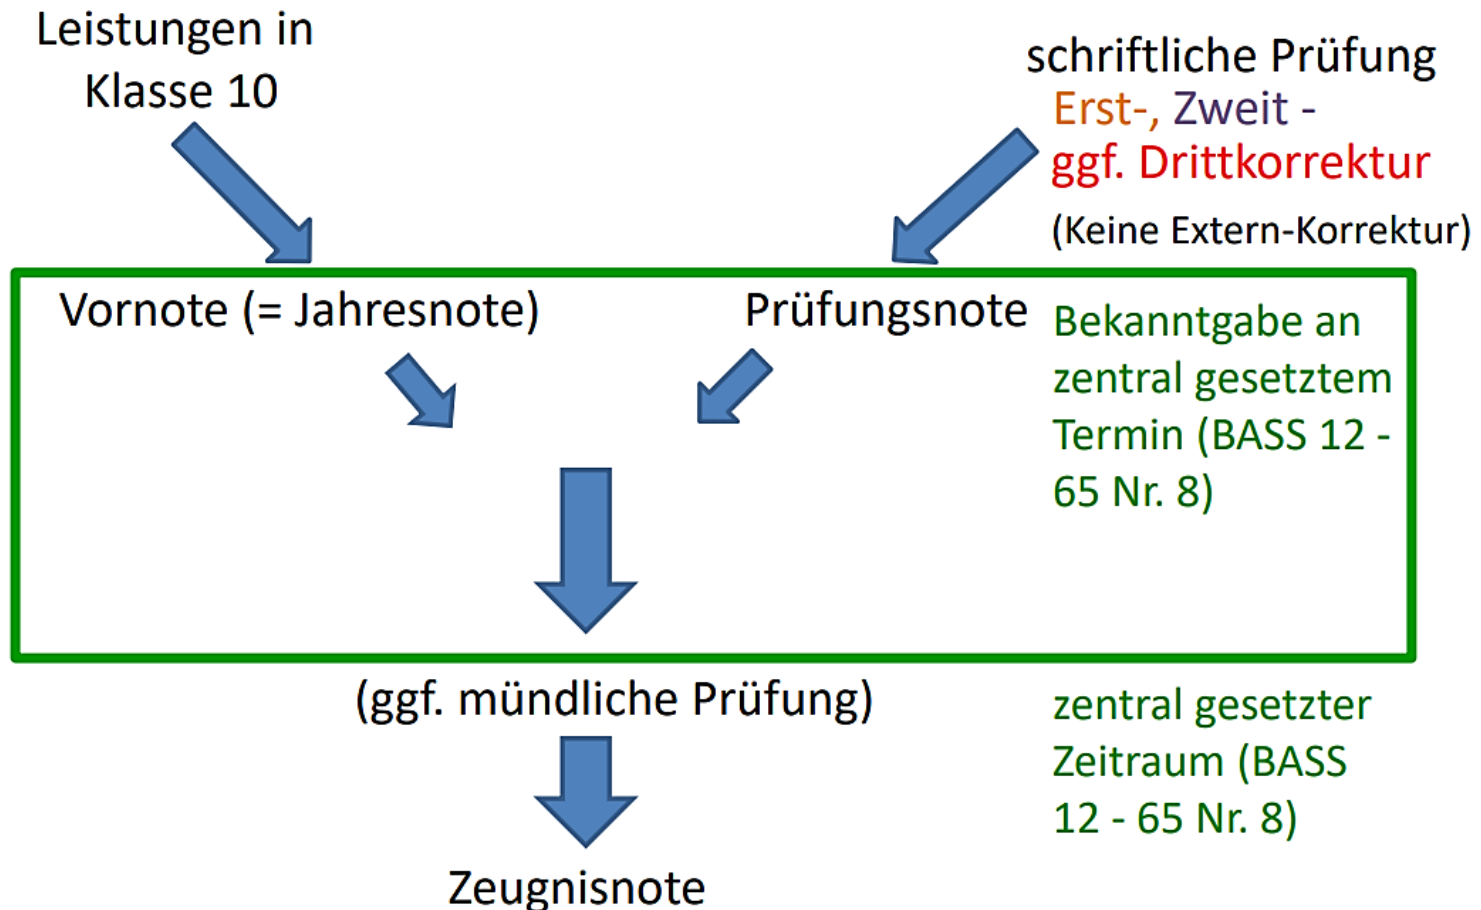 Leistungen in
Klasse 10
schriftliche Prüfung
Erst-, Zweit -
ggf. Drittkorrektur
(Keine Extern-Korrektur)
Vornote (= Jahresnote)
Prüfungsnote
Bekanntgabe an
zentral gesetztem
Termin (BASS 12 -
65 Nr. 8)
(ggf. mündliche Prüfung)
zentral gesetzter
Zeitraum (BASS
12 - 65 Nr. 8)
Zeugnisnote